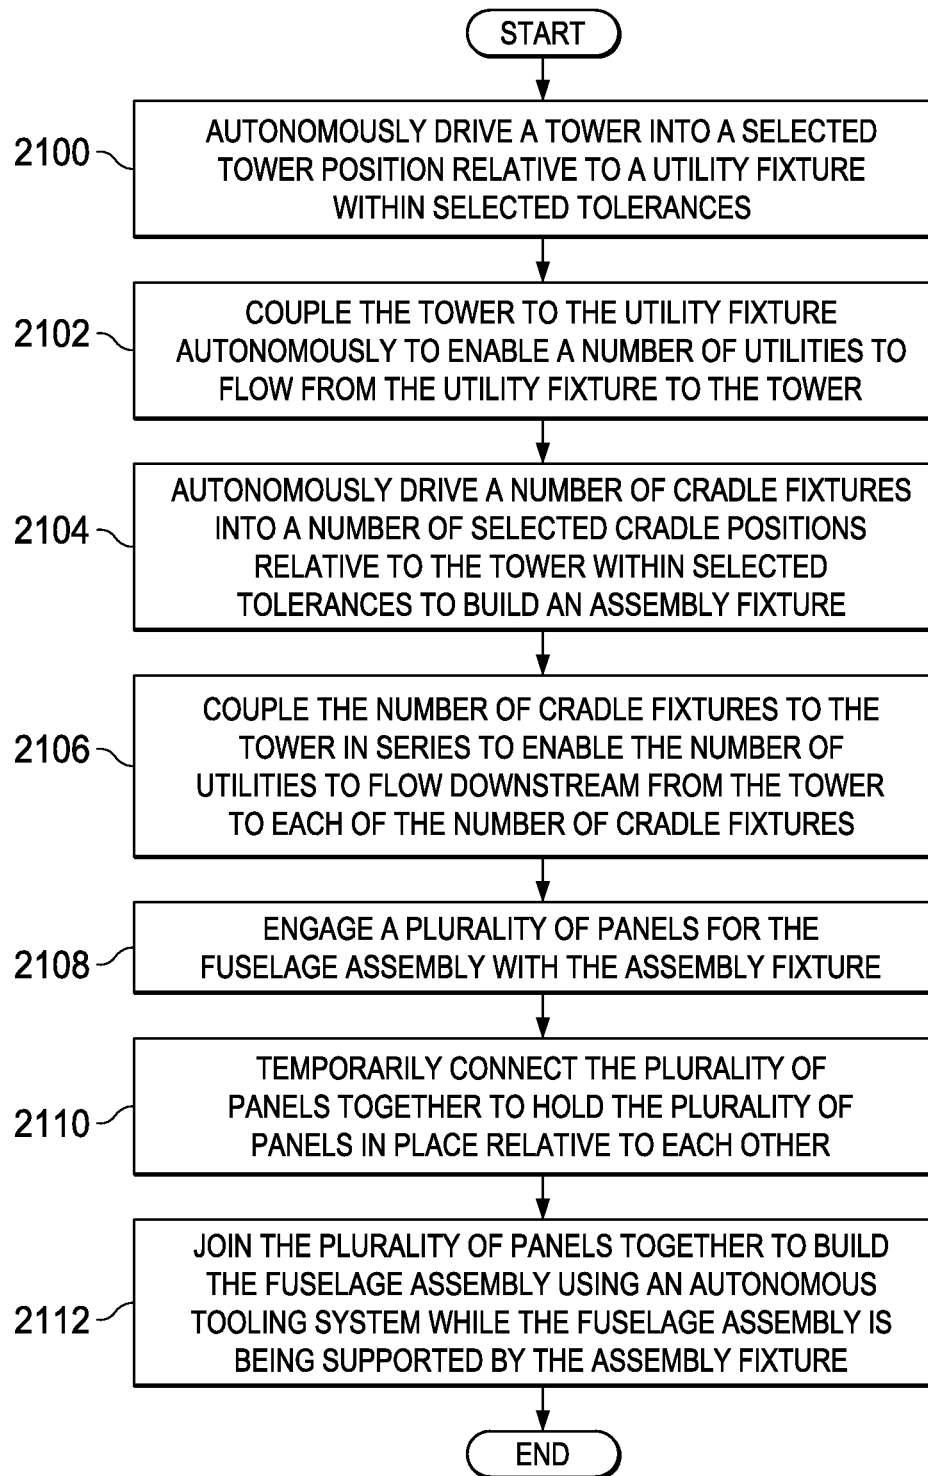 START
2100
AUTONOMOUSLY DRIVE A TOWER INTO A SELECTED
TOWER POSITION RELATIVE TO A UTILITY FIXTURE
WITHIN SELECTED TOLERANCES
2102
COUPLE THE TOWER TO THE UTILITY FIXTURE
AUTONOMOUSLY TO ENABLE A NUMBER OF UTILITIES TO
FLOW FROM THE UTILITY FIXTURE TO THE TOWER
2104
AUTONOMOUSLY DRIVE A NUMBER OF CRADLE FIXTURES
INTO A NUMBER OF SELECTED CRADLE POSITIONS
RELATIVE TO THE TOWER WITHIN SELECTED
TOLERANCES TO BUILD AN ASSEMBLY FIXTURE
2106
COUPLE THE NUMBER OF CRADLE FIXTURES TO THE
TOWER IN SERIES TO ENABLE THE NUMBER OF
UTILITIES TO FLOW DOWNSTREAM FROM THE TOWER
TO EACH OF THE NUMBER OF CRADLE FIXTURES
2108
ENGAGE A PLURALITY OF PANELS FOR THE
FUSELAGE ASSEMBLY WITH THE ASSEMBLY FIXTURE
2110
TEMPORARILY CONNECT THE PLURALITY OF
PANELS TOGETHER TO HOLD THE PLURALITY OF
PANELS IN PLACE RELATIVE TO EACH OTHER
2112
JOIN THE PLURALITY OF PANELS TOGETHER TO BUILD
THE FUSELAGE ASSEMBLY USING AN AUTONOMOUS
TOOLING SYSTEM WHILE THE FUSELAGE ASSEMBLY IS
BEING SUPPORTED BY THE ASSEMBLY FIXTURE
END